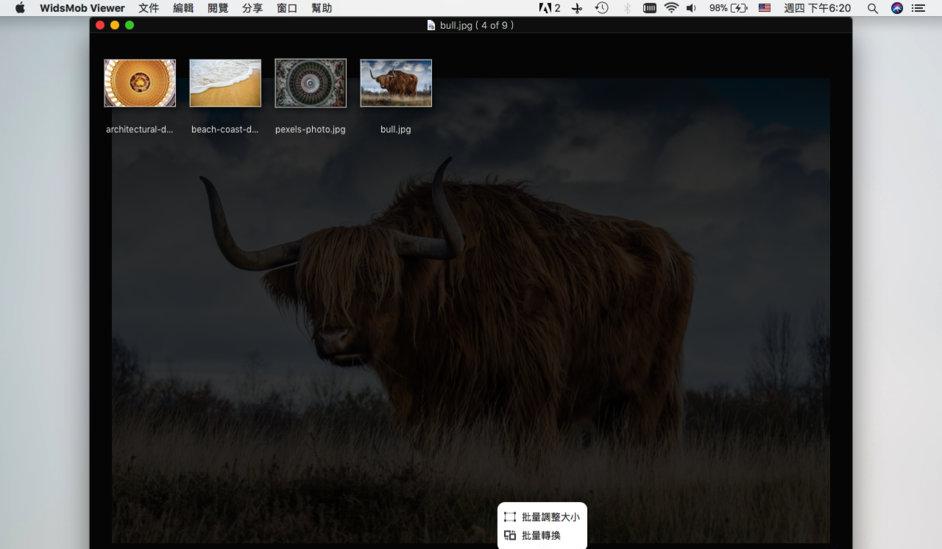 WidsMob Viewer 文件 編輯 閱覽 分享 窗口 幫助 2 98% 週四 下午6:20
bull.jpg ( 4 of 9 )
architectural-d... beach-coast-d... pexels-photo.jpg bull.jpg
批量調整大小
批量轉換